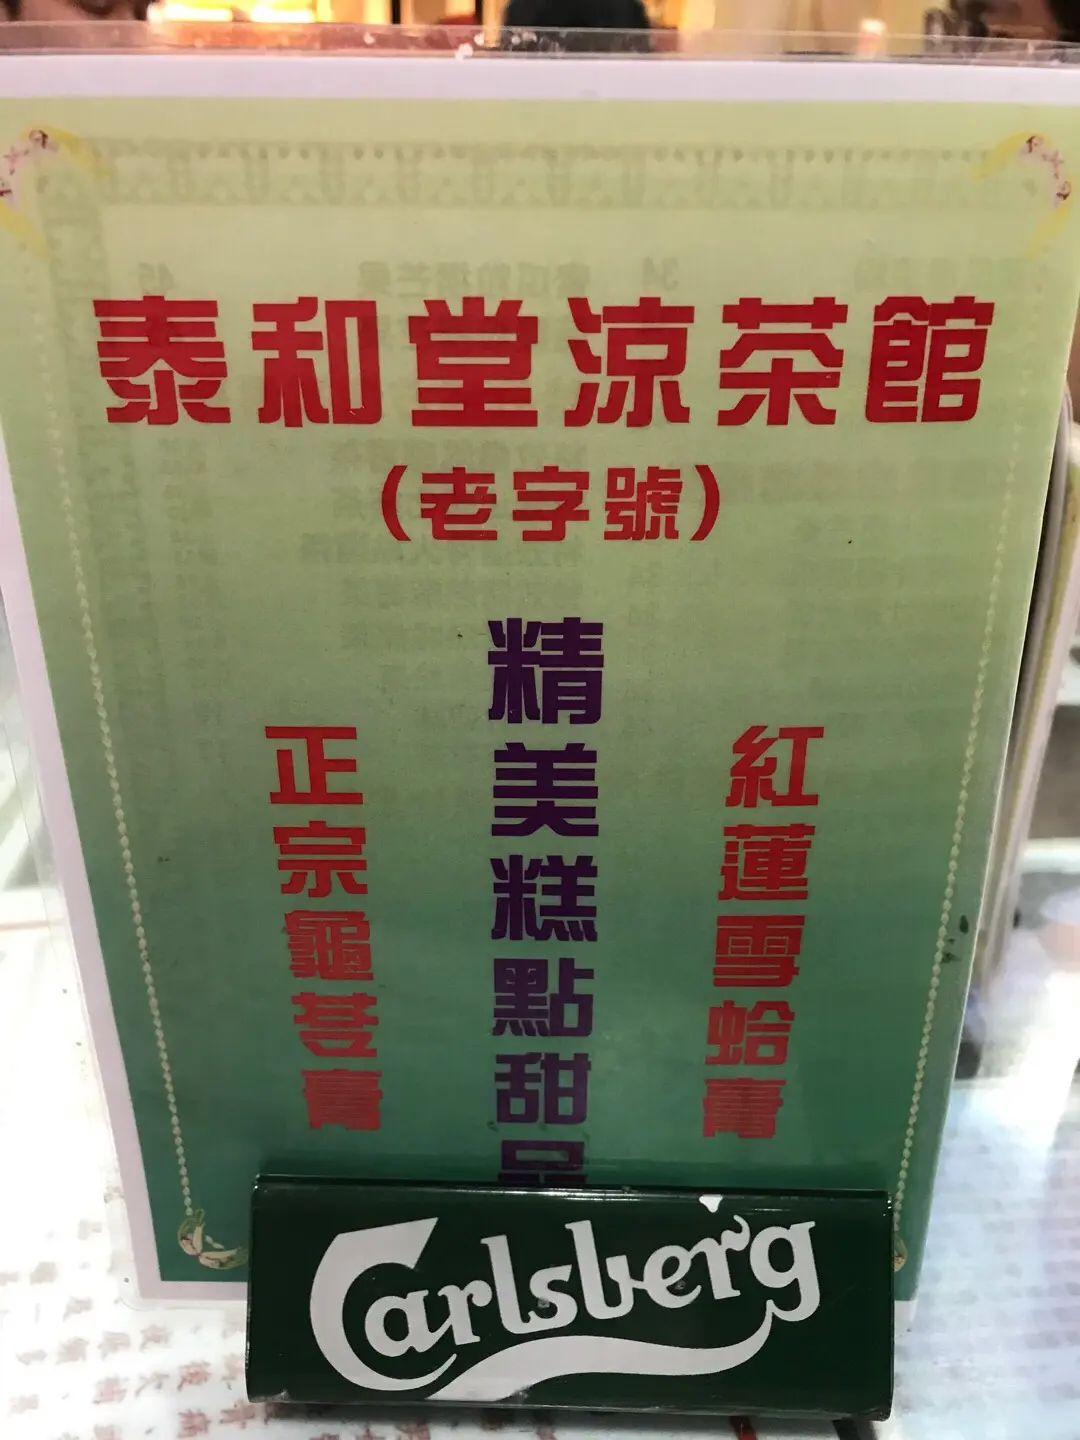 泰和堂涼茶館
(老字號)
紅蓮雪蛤膏
精美糕點甜品
正宗龜苓膏
Carlsberg